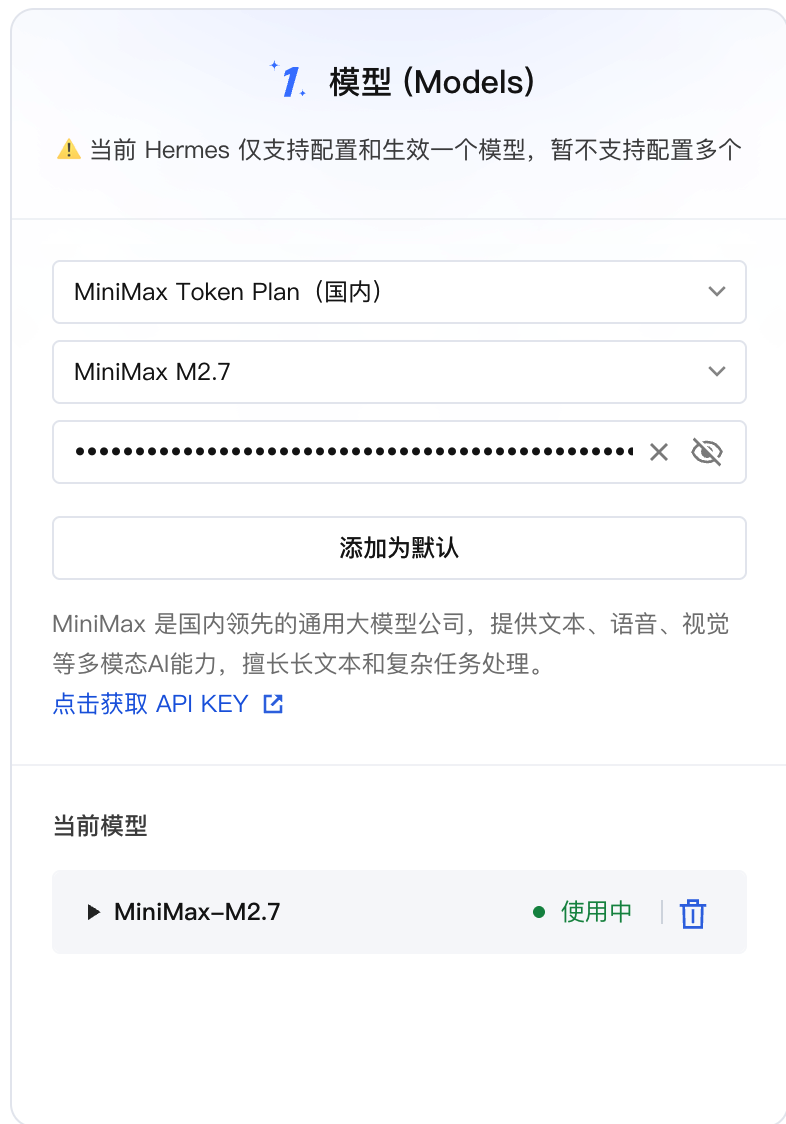 1 模型 (Models)
⚠️ 当前 Hermes 仅支持配置和生效一个模型，暂不支持配置多个
MiniMax Token Plan（国内）
MiniMax M2.7
添加为默认
MiniMax 是国内领先的通用大模型公司，提供文本、语音、视觉
等多模态AI能力，擅长长文本和复杂任务处理。
点击获取 API KEY
当前模型
MiniMax-M2.7 使用中